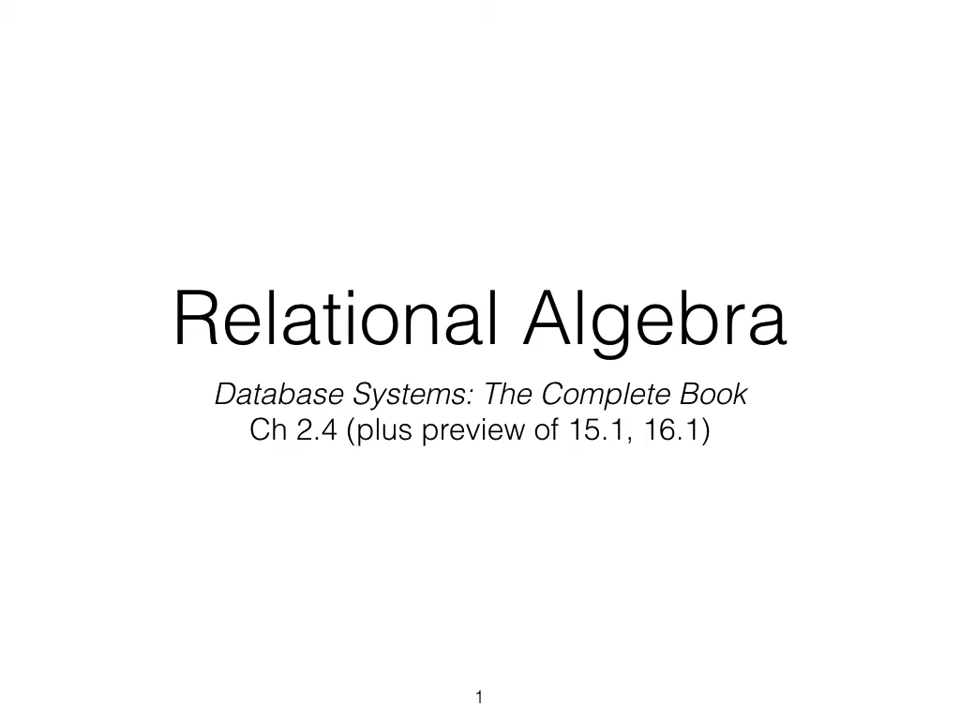 Relational Algebra
Database Systems: The Complete Book
Ch 2.4 (plus preview of 15.1, 16.1)
1